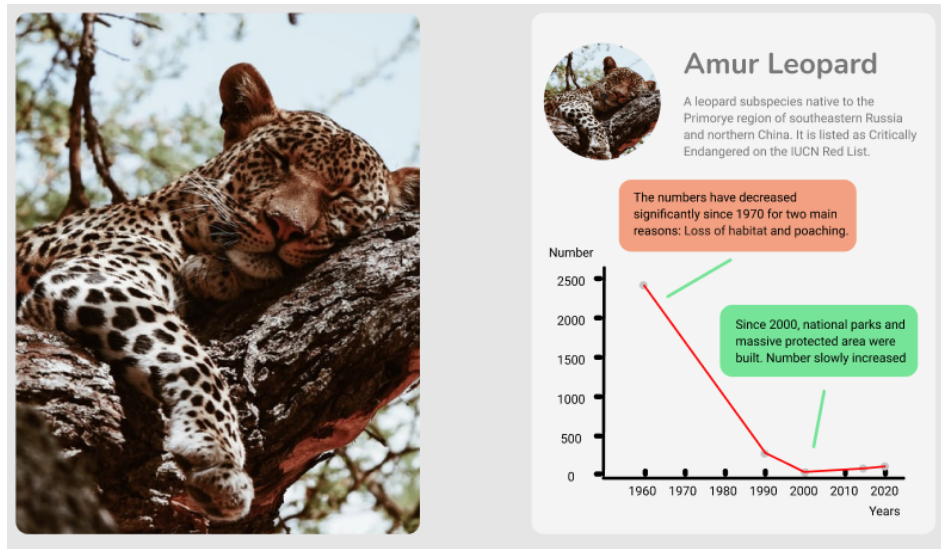 Amur Leopard
A leopard subspecies native to the
Primorye region of southeastern Russia
and northern China. It is listed as Critically
Endangered on the IUCN Red List.
The numbers have decreased
significantly since 1970 for two main
reasons: Loss of habitat and poaching.
Number
2500
2000
1500
1000
500
0
Since 2000, national parks and
massive protected area were
built. Number slowly increased
1960 1970 1980 1990 2000 2010 2020
Years